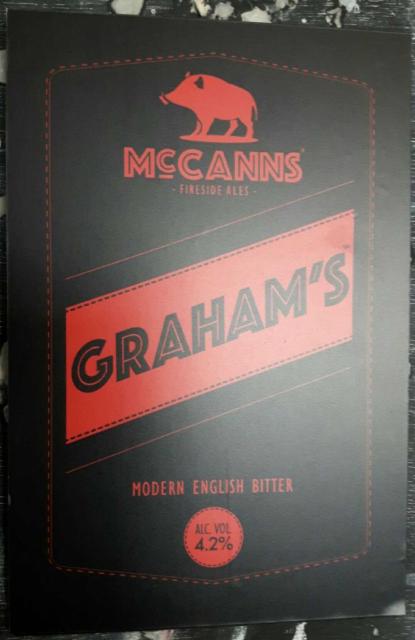 McCANNS
- FIRESIDE ALES -
GRAHAM'S
MODERN ENGLISH BITTER
ALC. VOL
4.2%